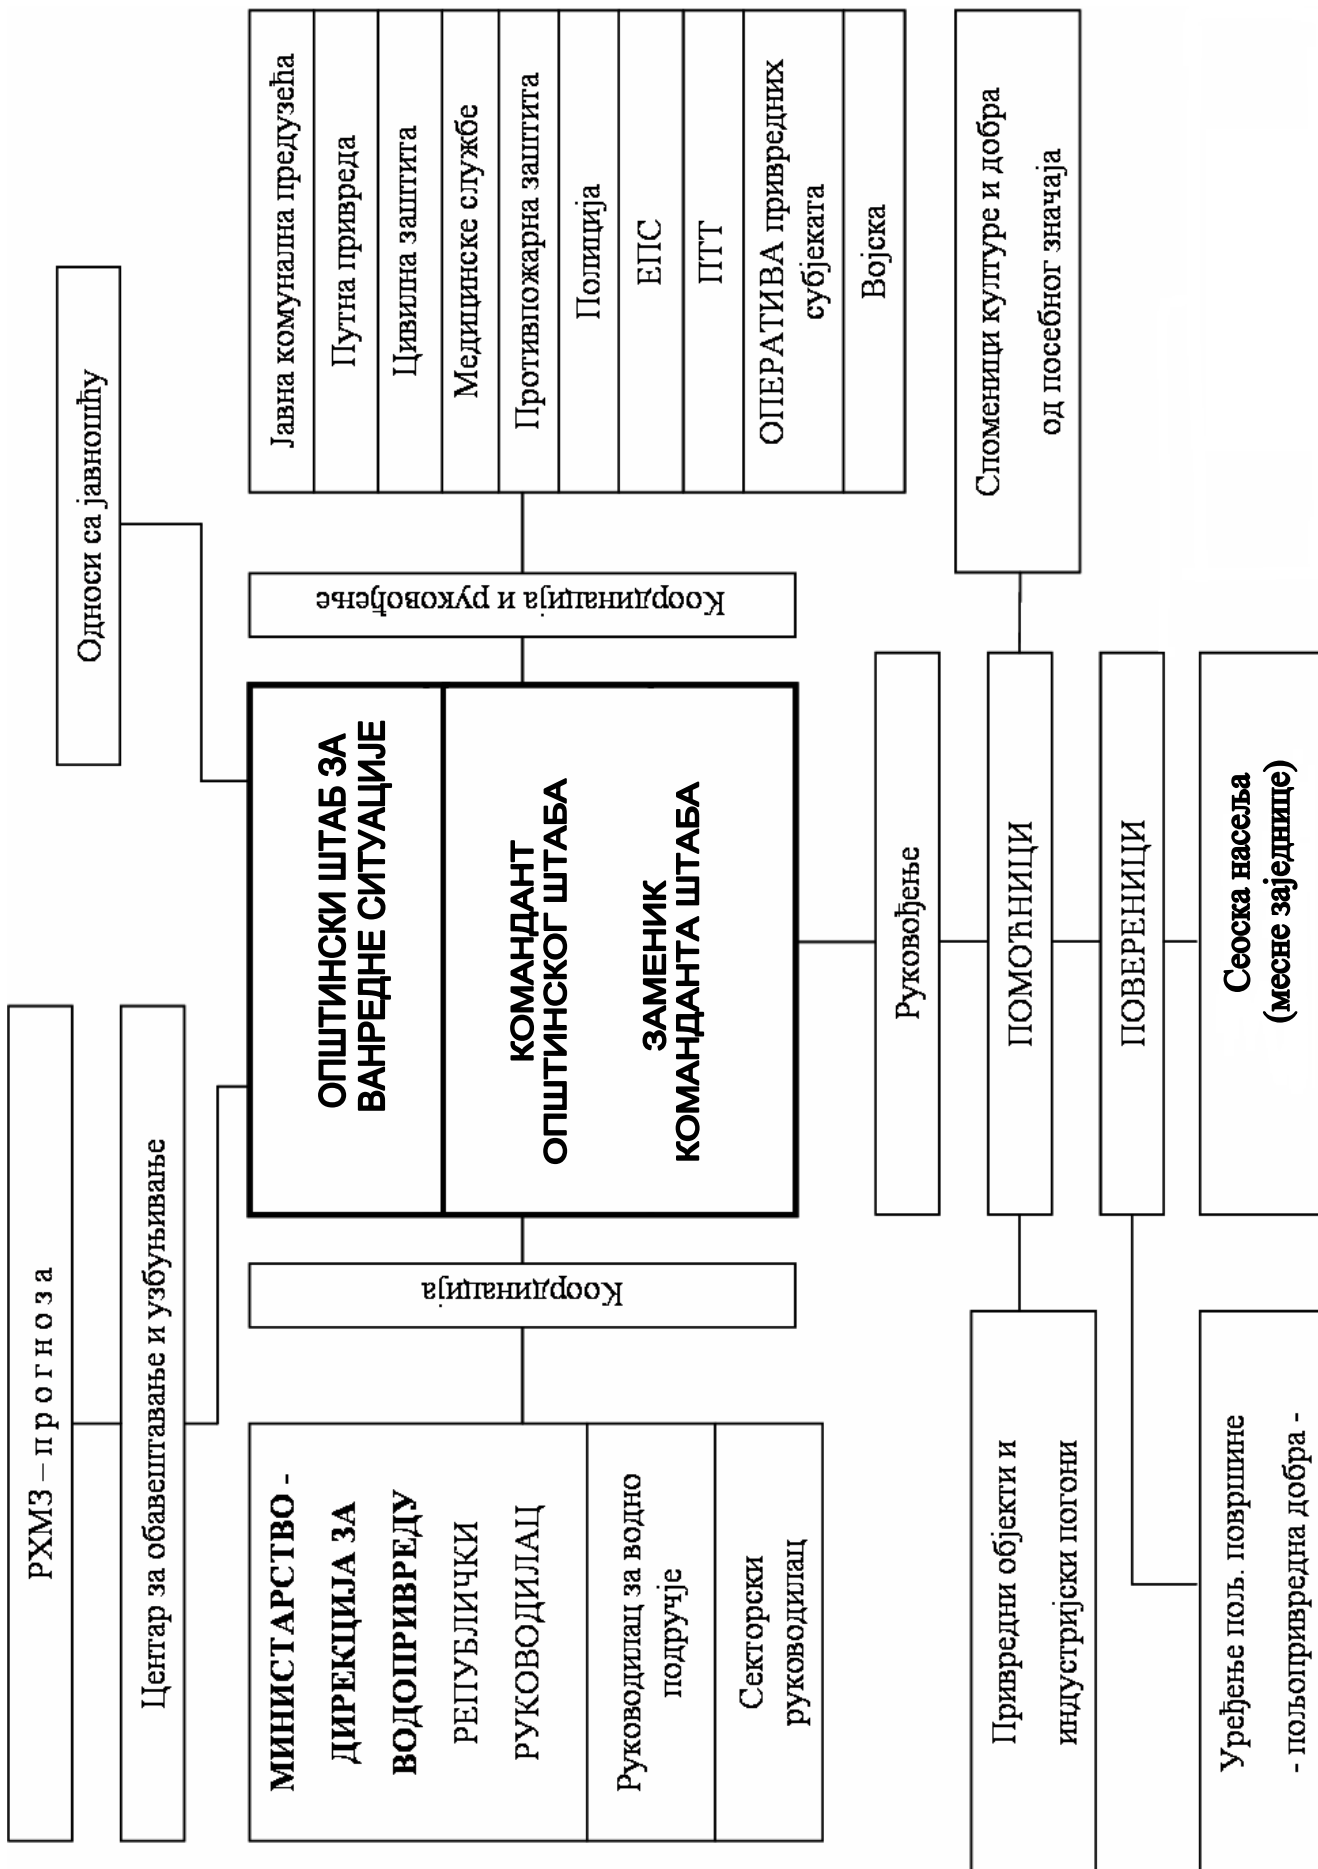 РХМЗ – п р о г н о з а
Центар за обавештавање и узбуњивање
Односи са јавношћу
МИНИСТАРСТВО -
ДИРЕКЦИЈА ЗА
ВОДОПРИВРЕДУ
РЕПУБЛИЧКИ
РУКОВОДИЛАЦ
Руководилац за водно
подручје
Секторски
руководилац
Координација
ОПШТИНСКИ ШТАБ ЗА
ВАНРЕДНЕ СИТУАЦИЈЕ
КОМАНДАНТ
ОПШТИНСКОГ ШТАБА
ЗАМЕНИК
КОМАНДАНТА ШТАБА
Координација и руковођење
Јавна комунална предузећа
Путна привреда
Цивилна заштита
Медицинске службе
Противпожарна заштита
Полиција
ЕПС
ПТТ
ОПЕРАТИВА привредних
субјеката
Војска
Руковођење
Привредни објекти и
индустријски погони
ПОМОЋНИЦИ
Споменици културе и добра
од посебног значаја
ПОВЕРЕНИЦИ
Уређење пољ. површине
- пољопривредна добра -
Сеоска насеља
(месне заједнице)